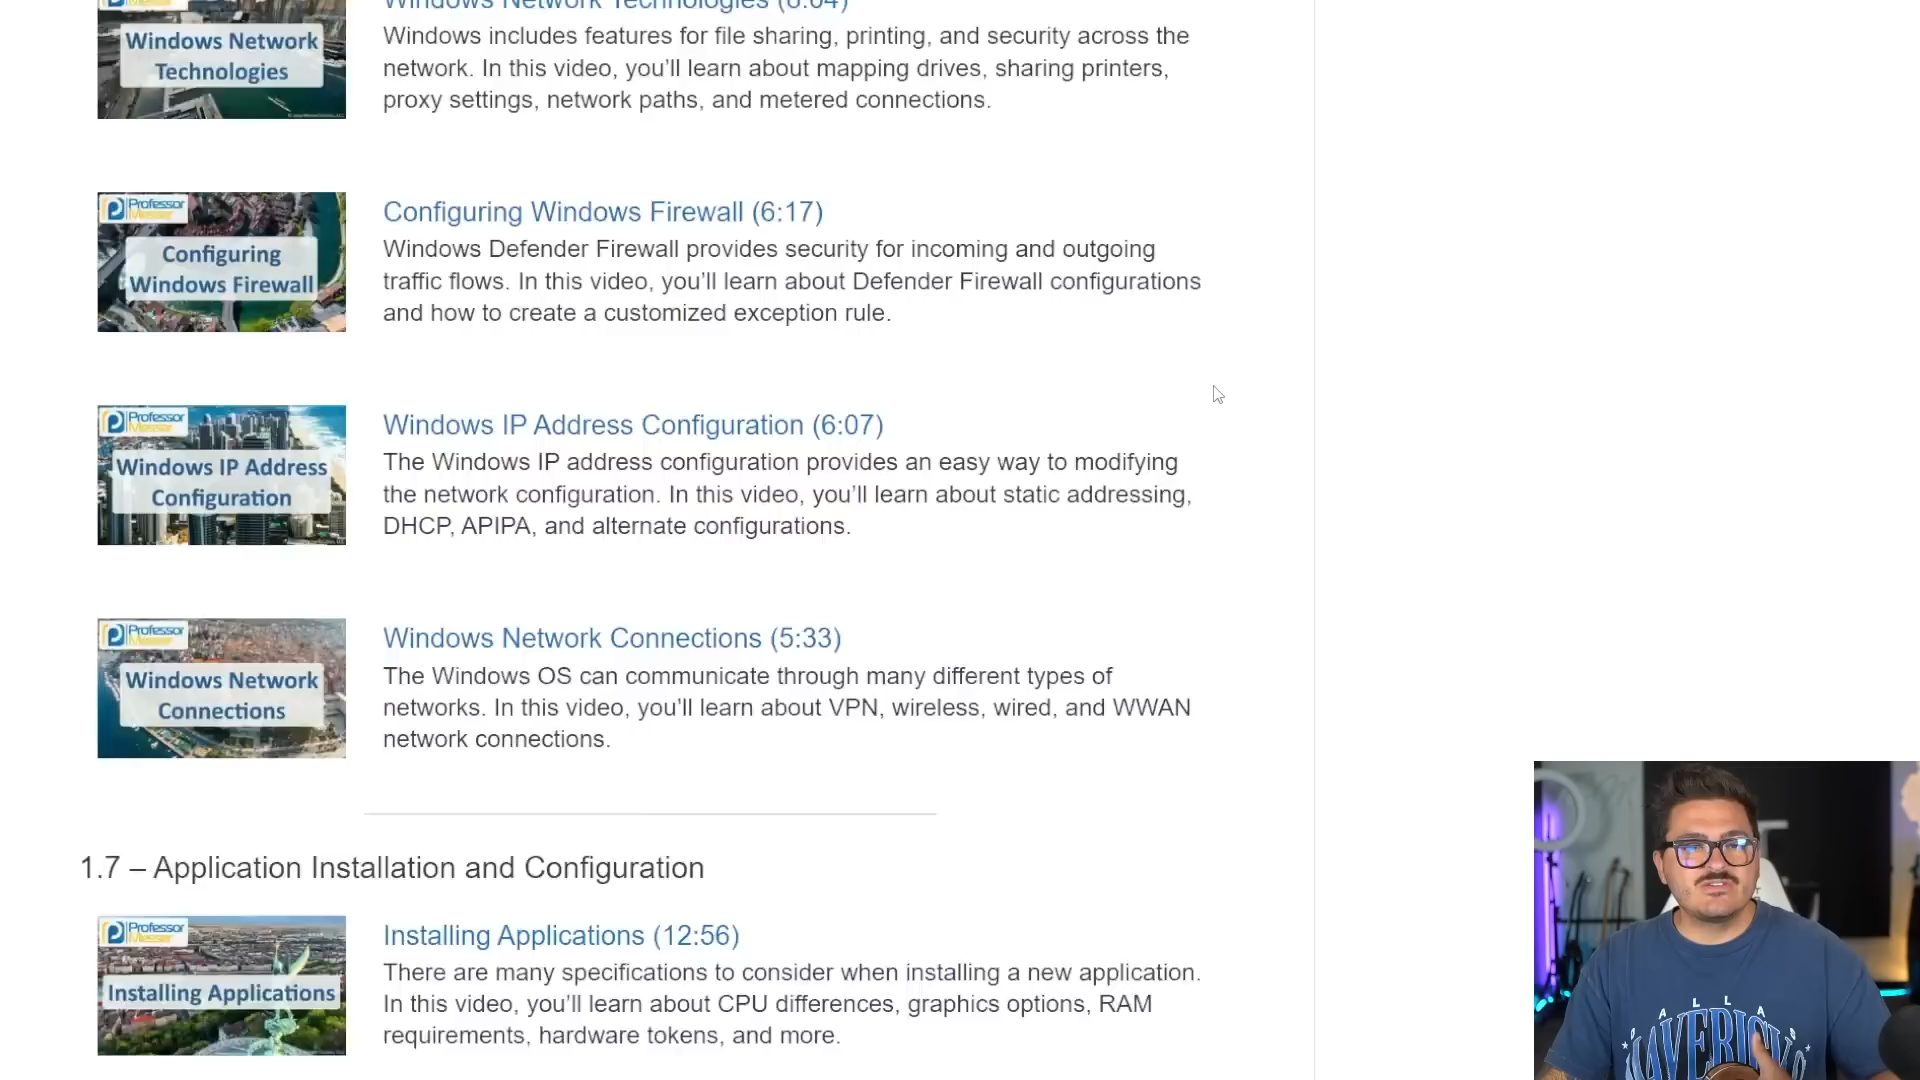 Windows Network Technologies (8:04)
Windows Network
Technologies
Windows includes features for file sharing, printing, and security across the
network. In this video, you'll learn about mapping drives, sharing printers,
proxy settings, network paths, and metered connections.
Professor
Messer
Configuring
Windows Firewall
Configuring Windows Firewall (6:17)
Windows Defender Firewall provides security for incoming and outgoing
traffic flows. In this video, you'll learn about Defender Firewall configurations
and how to create a customized exception rule.
Professor
Messer
Windows IP Address
Configuration
Windows IP Address Configuration (6:07)
The Windows IP address configuration provides an easy way to modifying
the network configuration. In this video, you'll learn about static addressing,
DHCP, APIPA, and alternate configurations.
Professor
Messer
Windows Network
Connections
Windows Network Connections (5:33)
The Windows OS can communicate through many different types of
networks. In this video, you'll learn about VPN, wireless, wired, and WWAN
network connections.
1.7 – Application Installation and Configuration
Professor
Messer
Installing Applications
Installing Applications (12:56)
There are many specifications to consider when installing a new application.
In this video, you'll learn about CPU differences, graphics options, RAM
requirements, hardware tokens, and more.
DALLAS
MAVERICKS